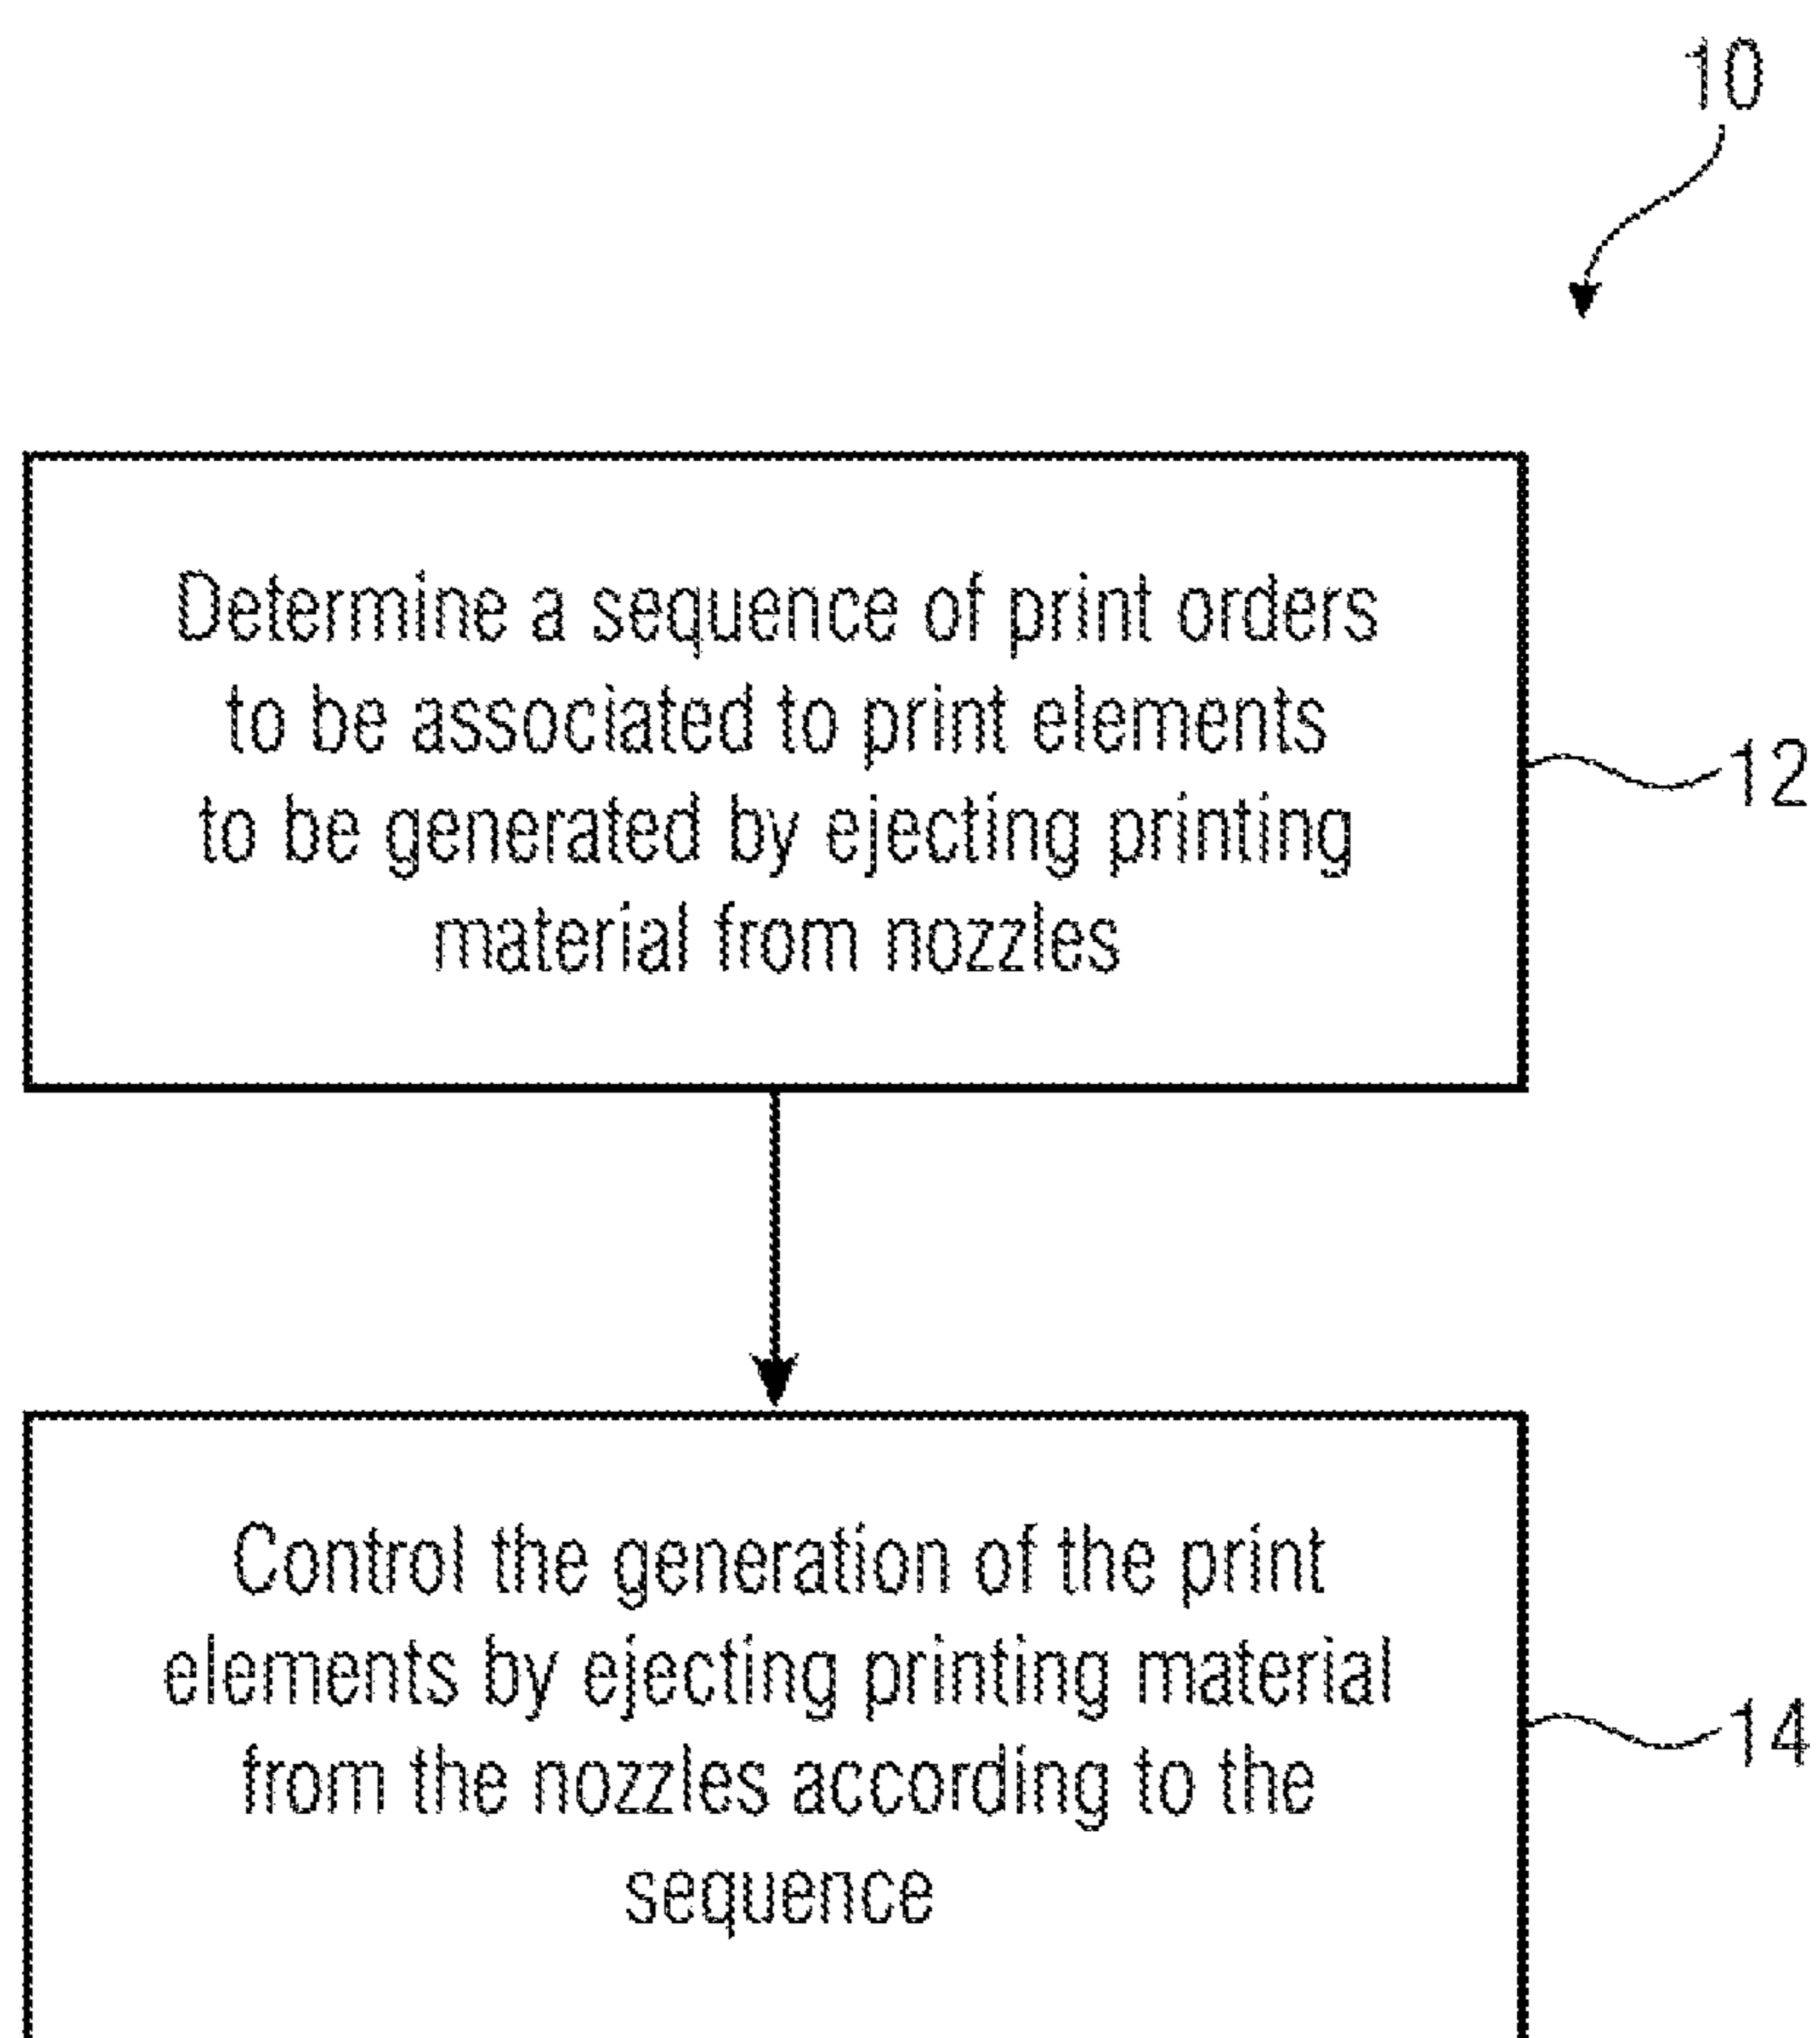 10
Determine a sequence of print orders
to be associated to print elements
to be generated by ejecting printing
material from nozzles
12
Control the generation of the print
elements by ejecting printing material
from the nozzles according to the
sequence
14